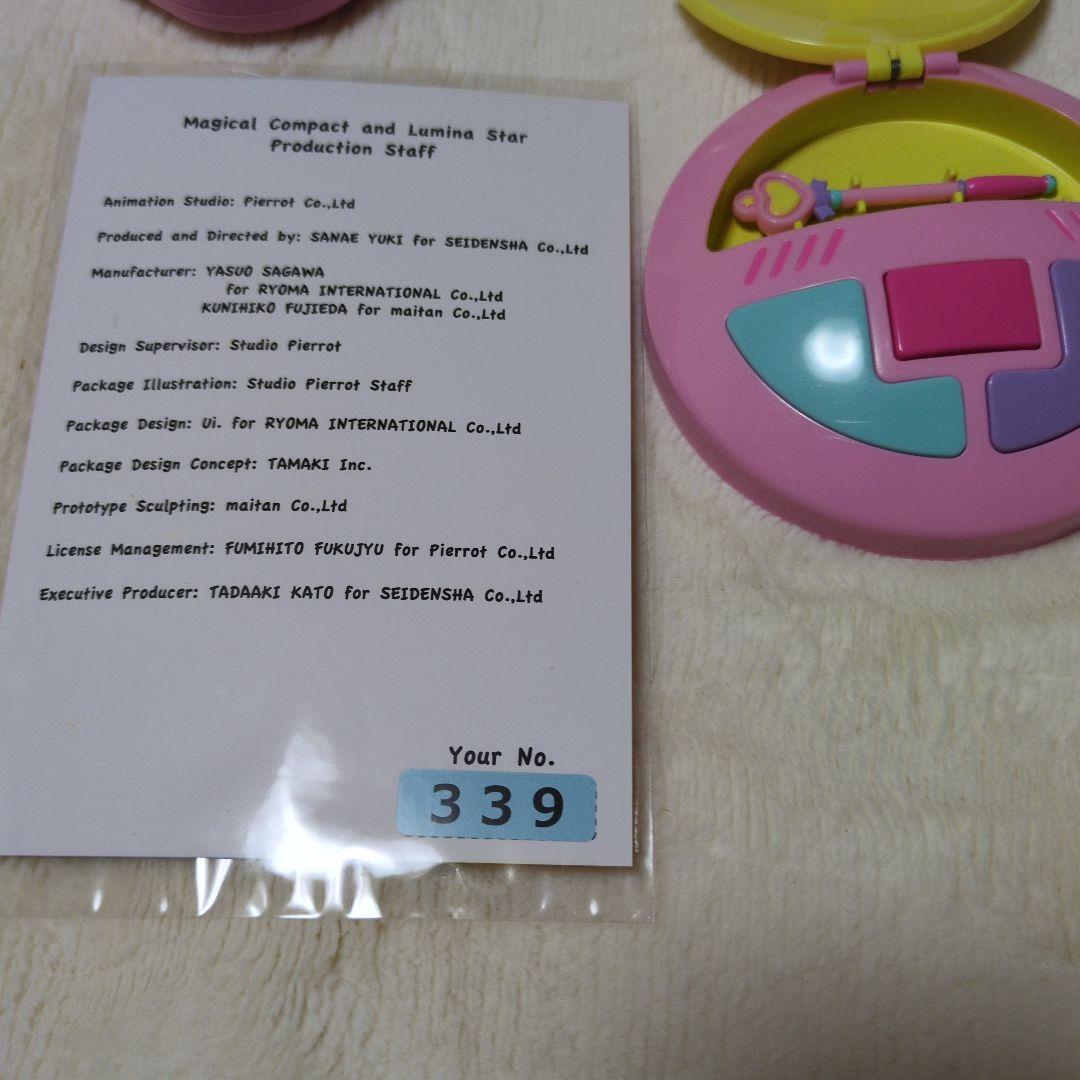 Magical Compact and Lumina Star
Production Staff
Animation Studio: Pierrot Co.,Ltd
Produced and Directed by: SANAE YUKI for SEIDENSHA Co.,Ltd
Manufacturer: YASUO SAGAWA
for RYOMA INTERNATIONAL Co.,Ltd
KUNIHIKO FUJIEDA for maitan Co.,Ltd
Design Supervisor: Studio Pierrot
Package Illustration: Studio Pierrot Staff
Package Design: Ui. for RYOMA INTERNATIONAL Co.,Ltd
Package Design Concept: TAMAKI Inc.
Prototype Sculpting: maitan Co.,Ltd
License Management: FUMIHITO FUKUJYU for Pierrot Co.,Ltd
Executive Producer: TADAAKI KATO for SEIDENSHA Co.,Ltd
Your No.
339